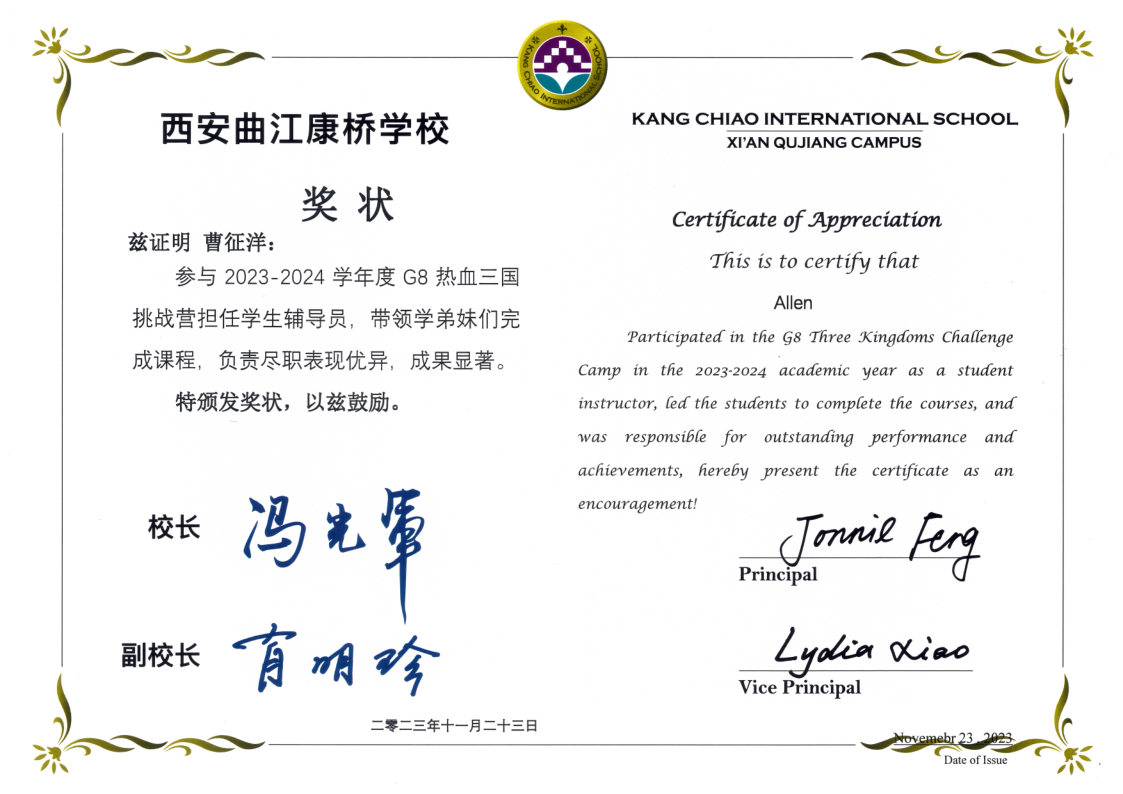 KANG CHIAO INTERNATIONAL SCHOOL
西安曲江康桥学校
奖 状
兹证明 曹征洋：
参与 2023-2024 学年度 G8 热血三国
挑战营担任学生辅导员，带领学弟妹们完
成课程，负责尽职表现优异，成果显著。
特颁发奖状，以兹鼓励。
校长
副校长 肖明珍
二零二三年十一月二十三日
KANG CHIAO INTERNATIONAL SCHOOL
XI'AN QUJIANG CAMPUS
Certificate of Appreciation
This is to certify that
Allen
Participated in the G8 Three Kingdoms Challenge
Camp in the 2023-2024 academic year as a student
instructor, led the students to complete the courses, and
was responsible for outstanding performance and
achievements, hereby present the certificate as an
encouragement!
Jonnil Feng
Principal
Lydia Xiao
Vice Principal
Novemebr 23 , 2023
Date of Issue